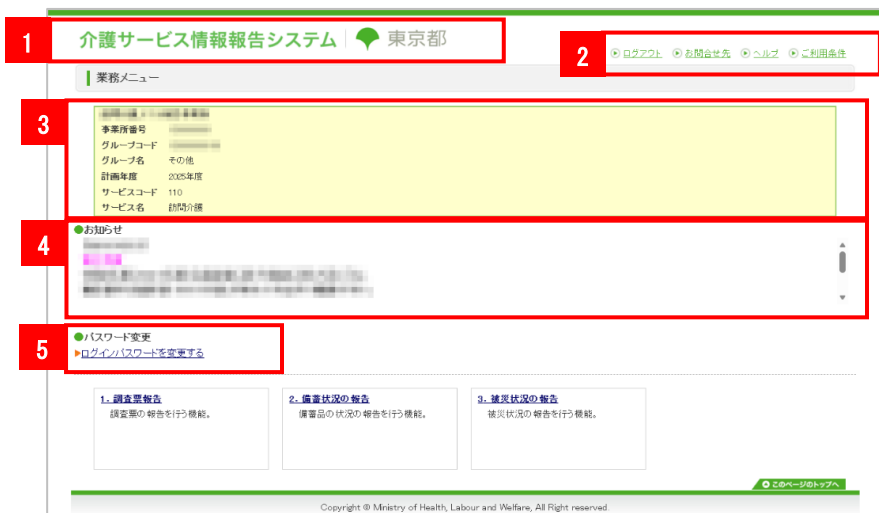 1
介護サービス情報報告システム 東京都
2
ログアウト お問合せ先 ヘルプ ご利用条件
業務メニュー
3
事業所番号
グループコード
グループ名 その他
計画年度 2025年度
サービスコード 110
サービス名 訪問介護
4
●お知らせ
5
●パスワード変更
▶ログインパスワードを変更する
1. 調査票報告
調査票の報告を行う機能。
2. 備蓄状況の報告
備蓄品の状況の報告を行う機能。
3. 被災状況の報告
被災状況の報告を行う機能。
このページのトップへ
Copyright © Ministry of Health, Labour and Welfare, All Right reserved.